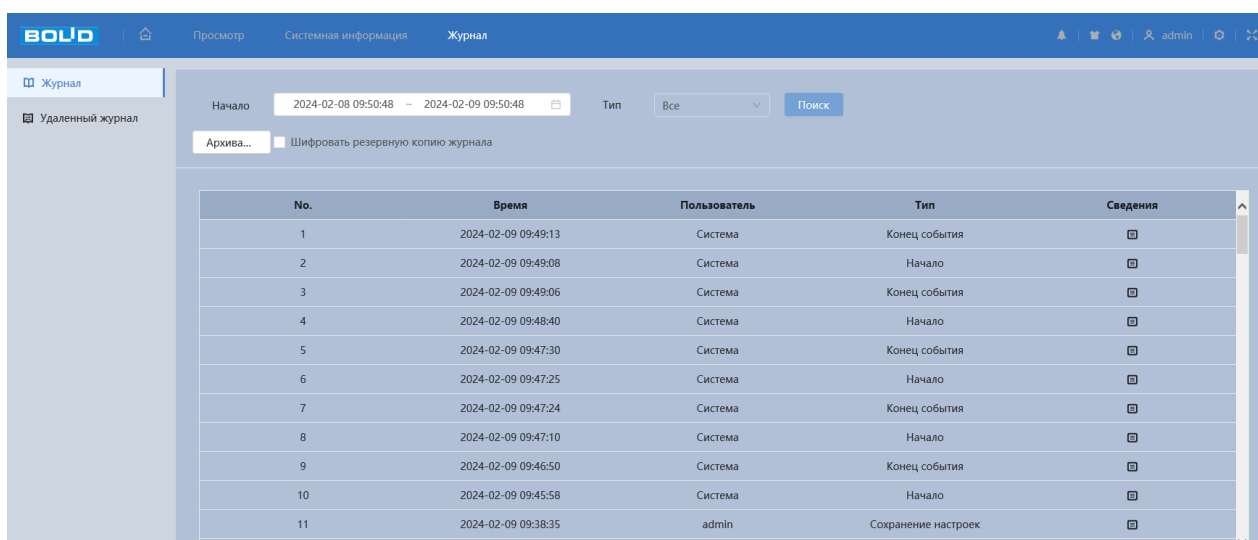 BOLID Просмотр Системная информация Журнал admin
Журнал
Удаленный журнал
Начало 2024-02-08 09:50:48 ~ 2024-02-09 09:50:48 Тип Все Поиск
Архива... Шифровать резервную копию журнала
No. Время Пользователь Тип Сведения
1 2024-02-09 09:49:13 Система Конец события
2 2024-02-09 09:49:08 Система Начало
3 2024-02-09 09:49:06 Система Конец события
4 2024-02-09 09:48:40 Система Начало
5 2024-02-09 09:47:30 Система Конец события
6 2024-02-09 09:47:25 Система Начало
7 2024-02-09 09:47:24 Система Конец события
8 2024-02-09 09:47:10 Система Начало
9 2024-02-09 09:46:50 Система Конец события
10 2024-02-09 09:45:58 Система Начало
11 2024-02-09 09:38:35 admin Сохранение настроек